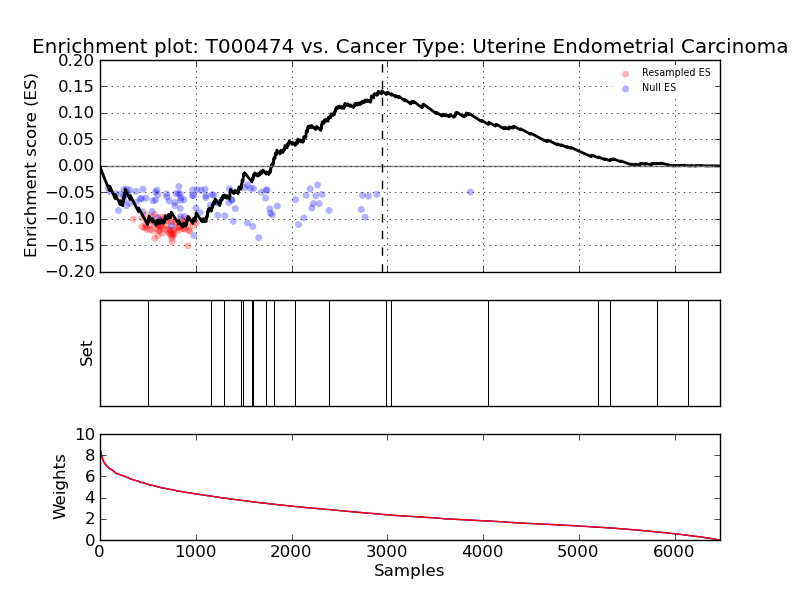 Enrichment plot: T000474 vs. Cancer Type: Uterine Endometrial Carcinoma
Enrichment score (ES)
0.20
0.15
0.10
0.05
0.00
−0.05
−0.10
−0.15
−0.20
Resampled ES
Null ES
Set
Weights
10
8
6
4
2
0
0 1000 2000 3000 4000 5000 6000
Samples